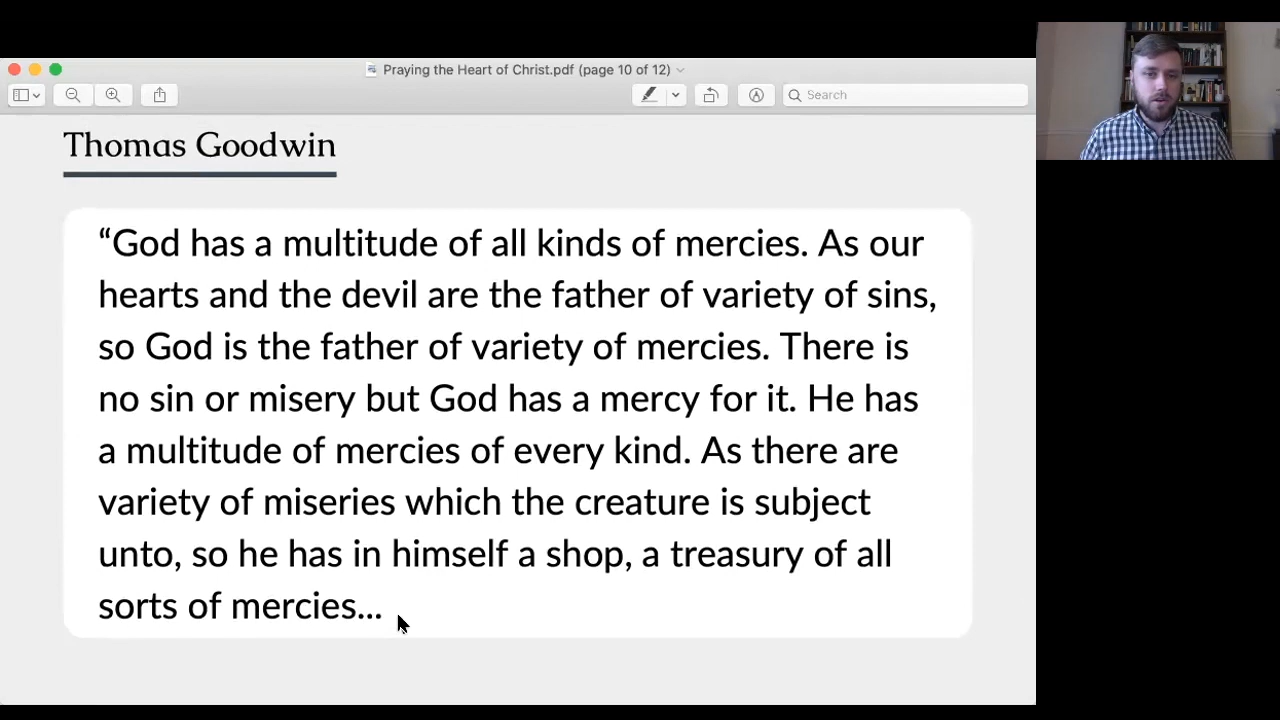 Praying the Heart of Christ.pdf (page 10 of 12)
Search
Thomas Goodwin
“God has a multitude of all kinds of mercies. As our
hearts and the devil are the father of variety of sins,
so God is the father of variety of mercies. There is
no sin or misery but God has a mercy for it. He has
a multitude of mercies of every kind. As there are
variety of miseries which the creature is subject
unto, so he has in himself a shop, a treasury of all
sorts of mercies...